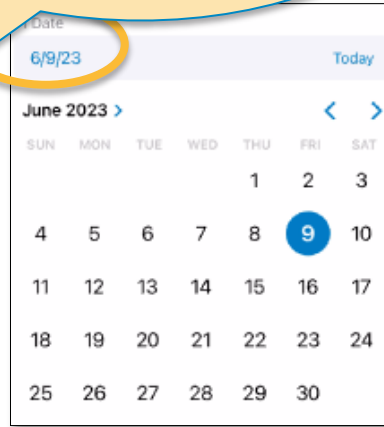 Date
6/9/23 Today
June 2023 > < >
SUN MON TUE WED THU FRI SAT
1 2 3
4 5 6 7 8 9 10
11 12 13 14 15 16 17
18 19 20 21 22 23 24
25 26 27 28 29 30